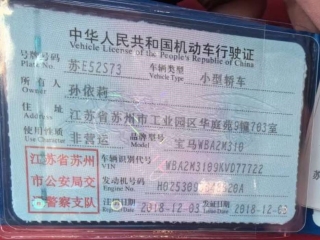 中华人民共和国机动车行驶证
Vehicle License of the People's Republic of China
号牌号码 苏E52S73 车辆类型 小型轿车
Plate No. Vehicle Type
所有人 孙依莉
Owner
住址 江苏省苏州市工业园区华庭苑9幢763室
Address
使用性质 非营运 品牌型号 宝马WBA2M310
Use Character Model
江苏省苏州 车辆识别代号 WBA2M3109KVD77722
VIN
市公安局交 发动机号码
Engine No.
警察支队 注册日期 2018-12-03 发证日期 2018-12-03